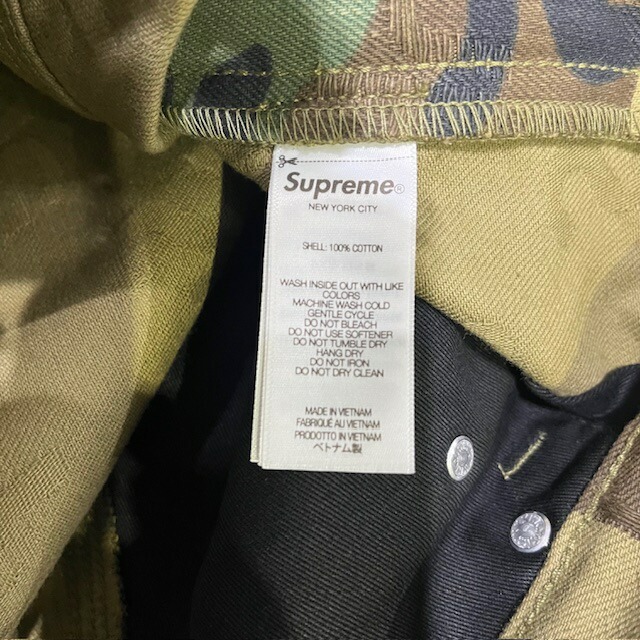 Supreme®
NEW YORK CITY
SHELL: 100% COTTON
WASH INSIDE OUT WITH LIKE
COLORS
MACHINE WASH COLD
GENTLE CYCLE
DO NOT BLEACH
DO NOT USE SOFTENER
DO NOT TUMBLE DRY
HANG DRY
DO NOT IRON
DO NOT DRY CLEAN
MADE IN VIETNAM
FABRIQUÉ AU VIETNAM
PRODOTTO IN VIETNAM
ベトナム製